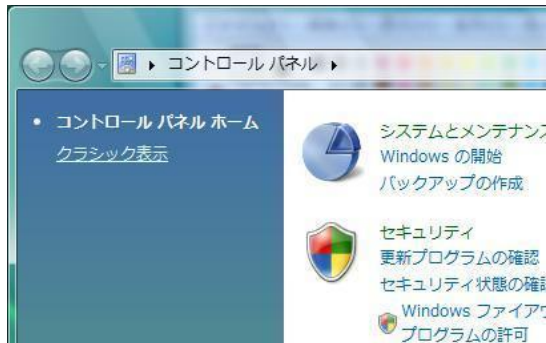 コントロール パネル
コントロール パネル ホーム
クラシック表示
システムとメンテナンス
Windows の開始
バックアップの作成
セキュリティ
更新プログラムの確認
セキュリティ状態の確認
Windows ファイアウ
プログラムの許可